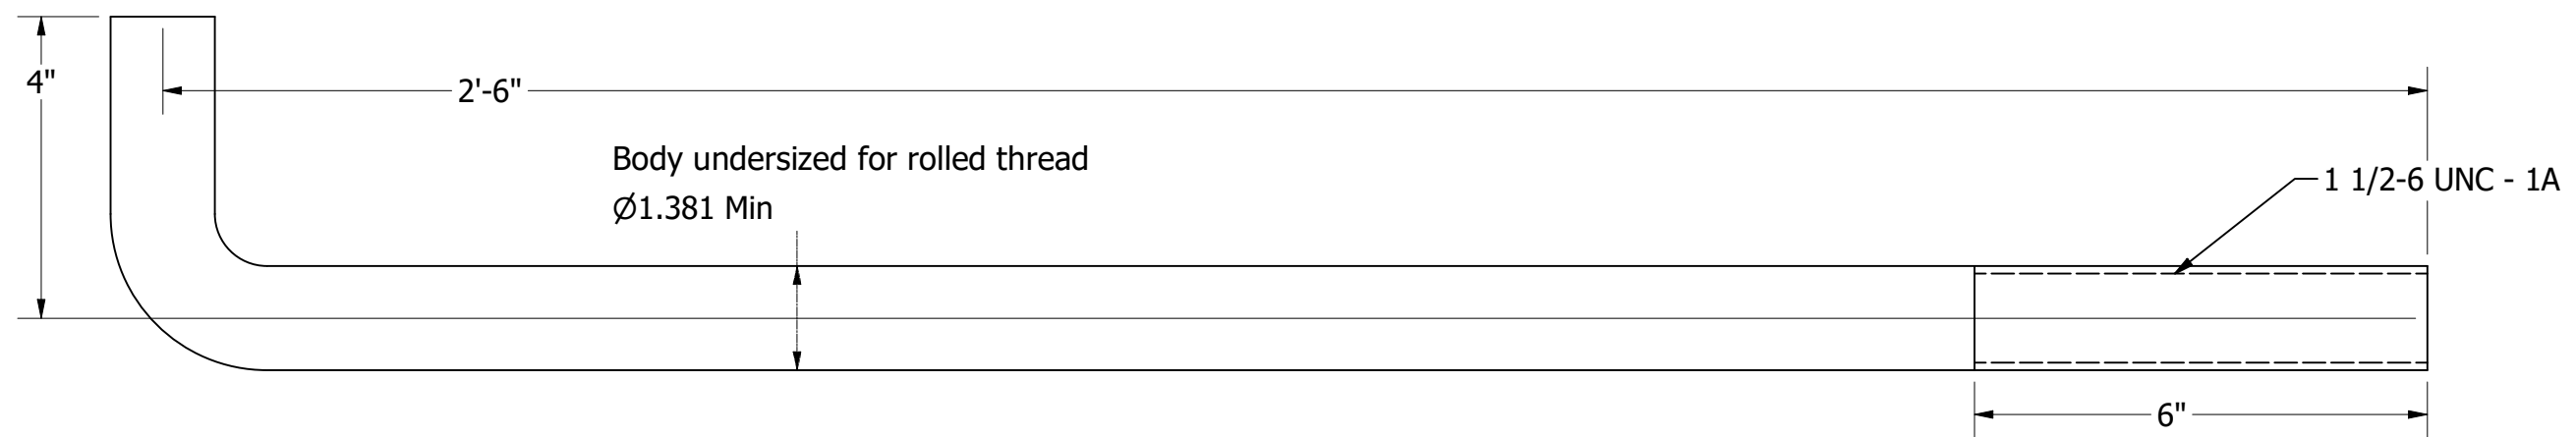 4"
2'-6"
Body undersized for rolled thread
Ø1.381 Min
1 1/2-6 UNC - 1A
6"